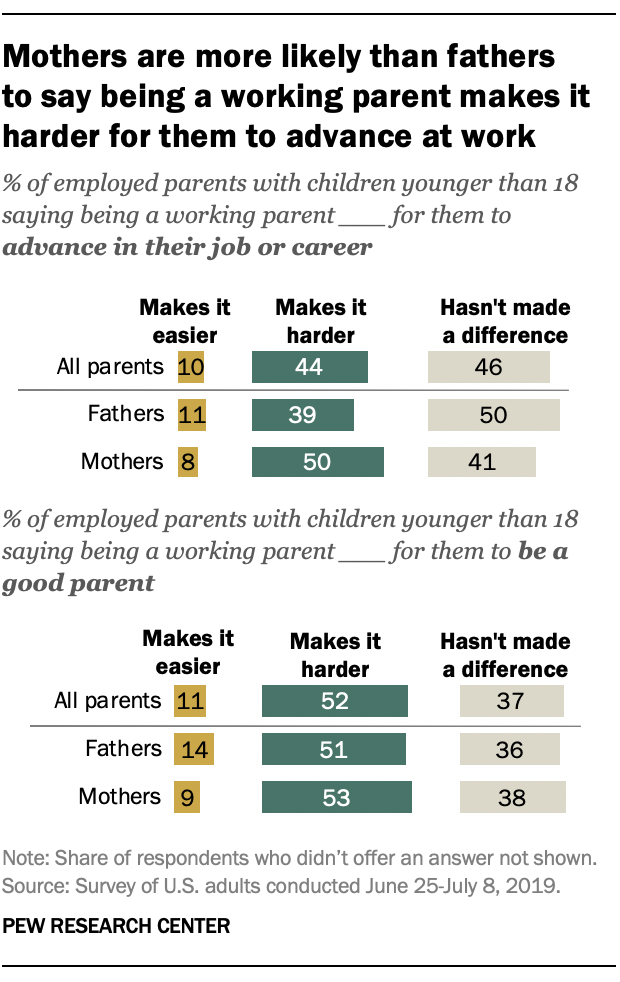 Mothers are more likely than fathers
to say being a working parent makes it
harder for them to advance at work
% of employed parents with children younger than 18
saying being a working parent ___ for them to
advance in their job or career
Makes it easier Makes it harder Hasn't made a difference
All parents 10 44 46
Fathers 11 39 50
Mothers 8 50 41
% of employed parents with children younger than 18
saying being a working parent ___ for them to be a
good parent
Makes it easier Makes it harder Hasn't made a difference
All parents 11 52 37
Fathers 14 51 36
Mothers 9 53 38
Note: Share of respondents who didn’t offer an answer not shown.
Source: Survey of U.S. adults conducted June 25-July 8, 2019.
PEW RESEARCH CENTER